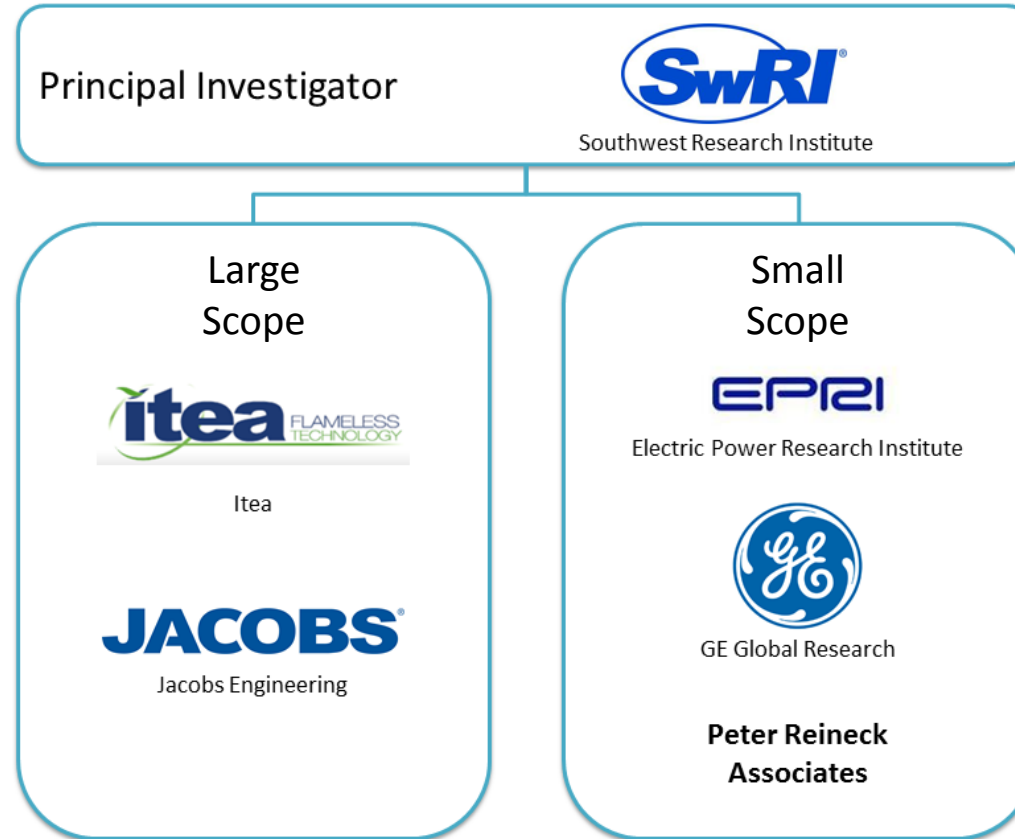 Principal Investigator
SwRI®
Southwest Research Institute
Large
Scope
itea FLAMELESS
TECHNOLOGY
Itea
JACOBS®
Jacobs Engineering
Small
Scope
EPRI
Electric Power Research Institute
GE
GE Global Research
Peter Reineck
Associates